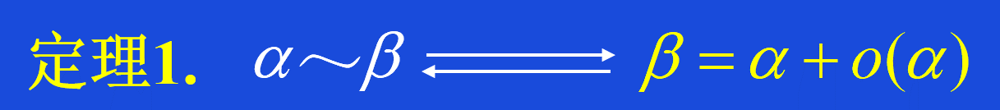 定理1. α～β ⇌ β = α + o(α)